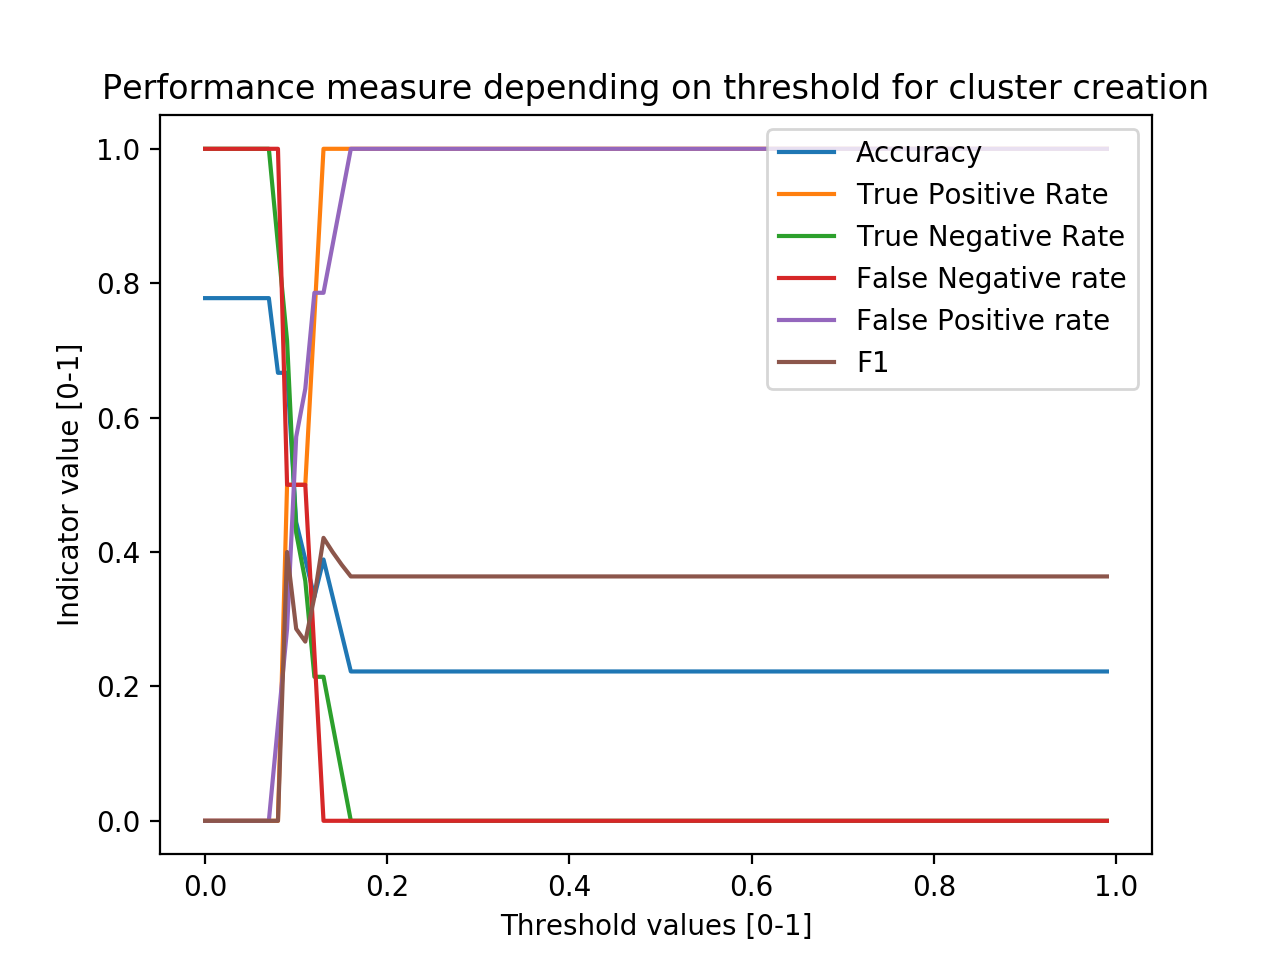 Performance measure depending on threshold for cluster creation
1.0
0.8
0.6
0.4
0.2
0.0
Indicator value [0-1]
Accuracy
True Positive Rate
True Negative Rate
False Negative rate
False Positive rate
F1
0.0 0.2 0.4 0.6 0.8 1.0
Threshold values [0-1]